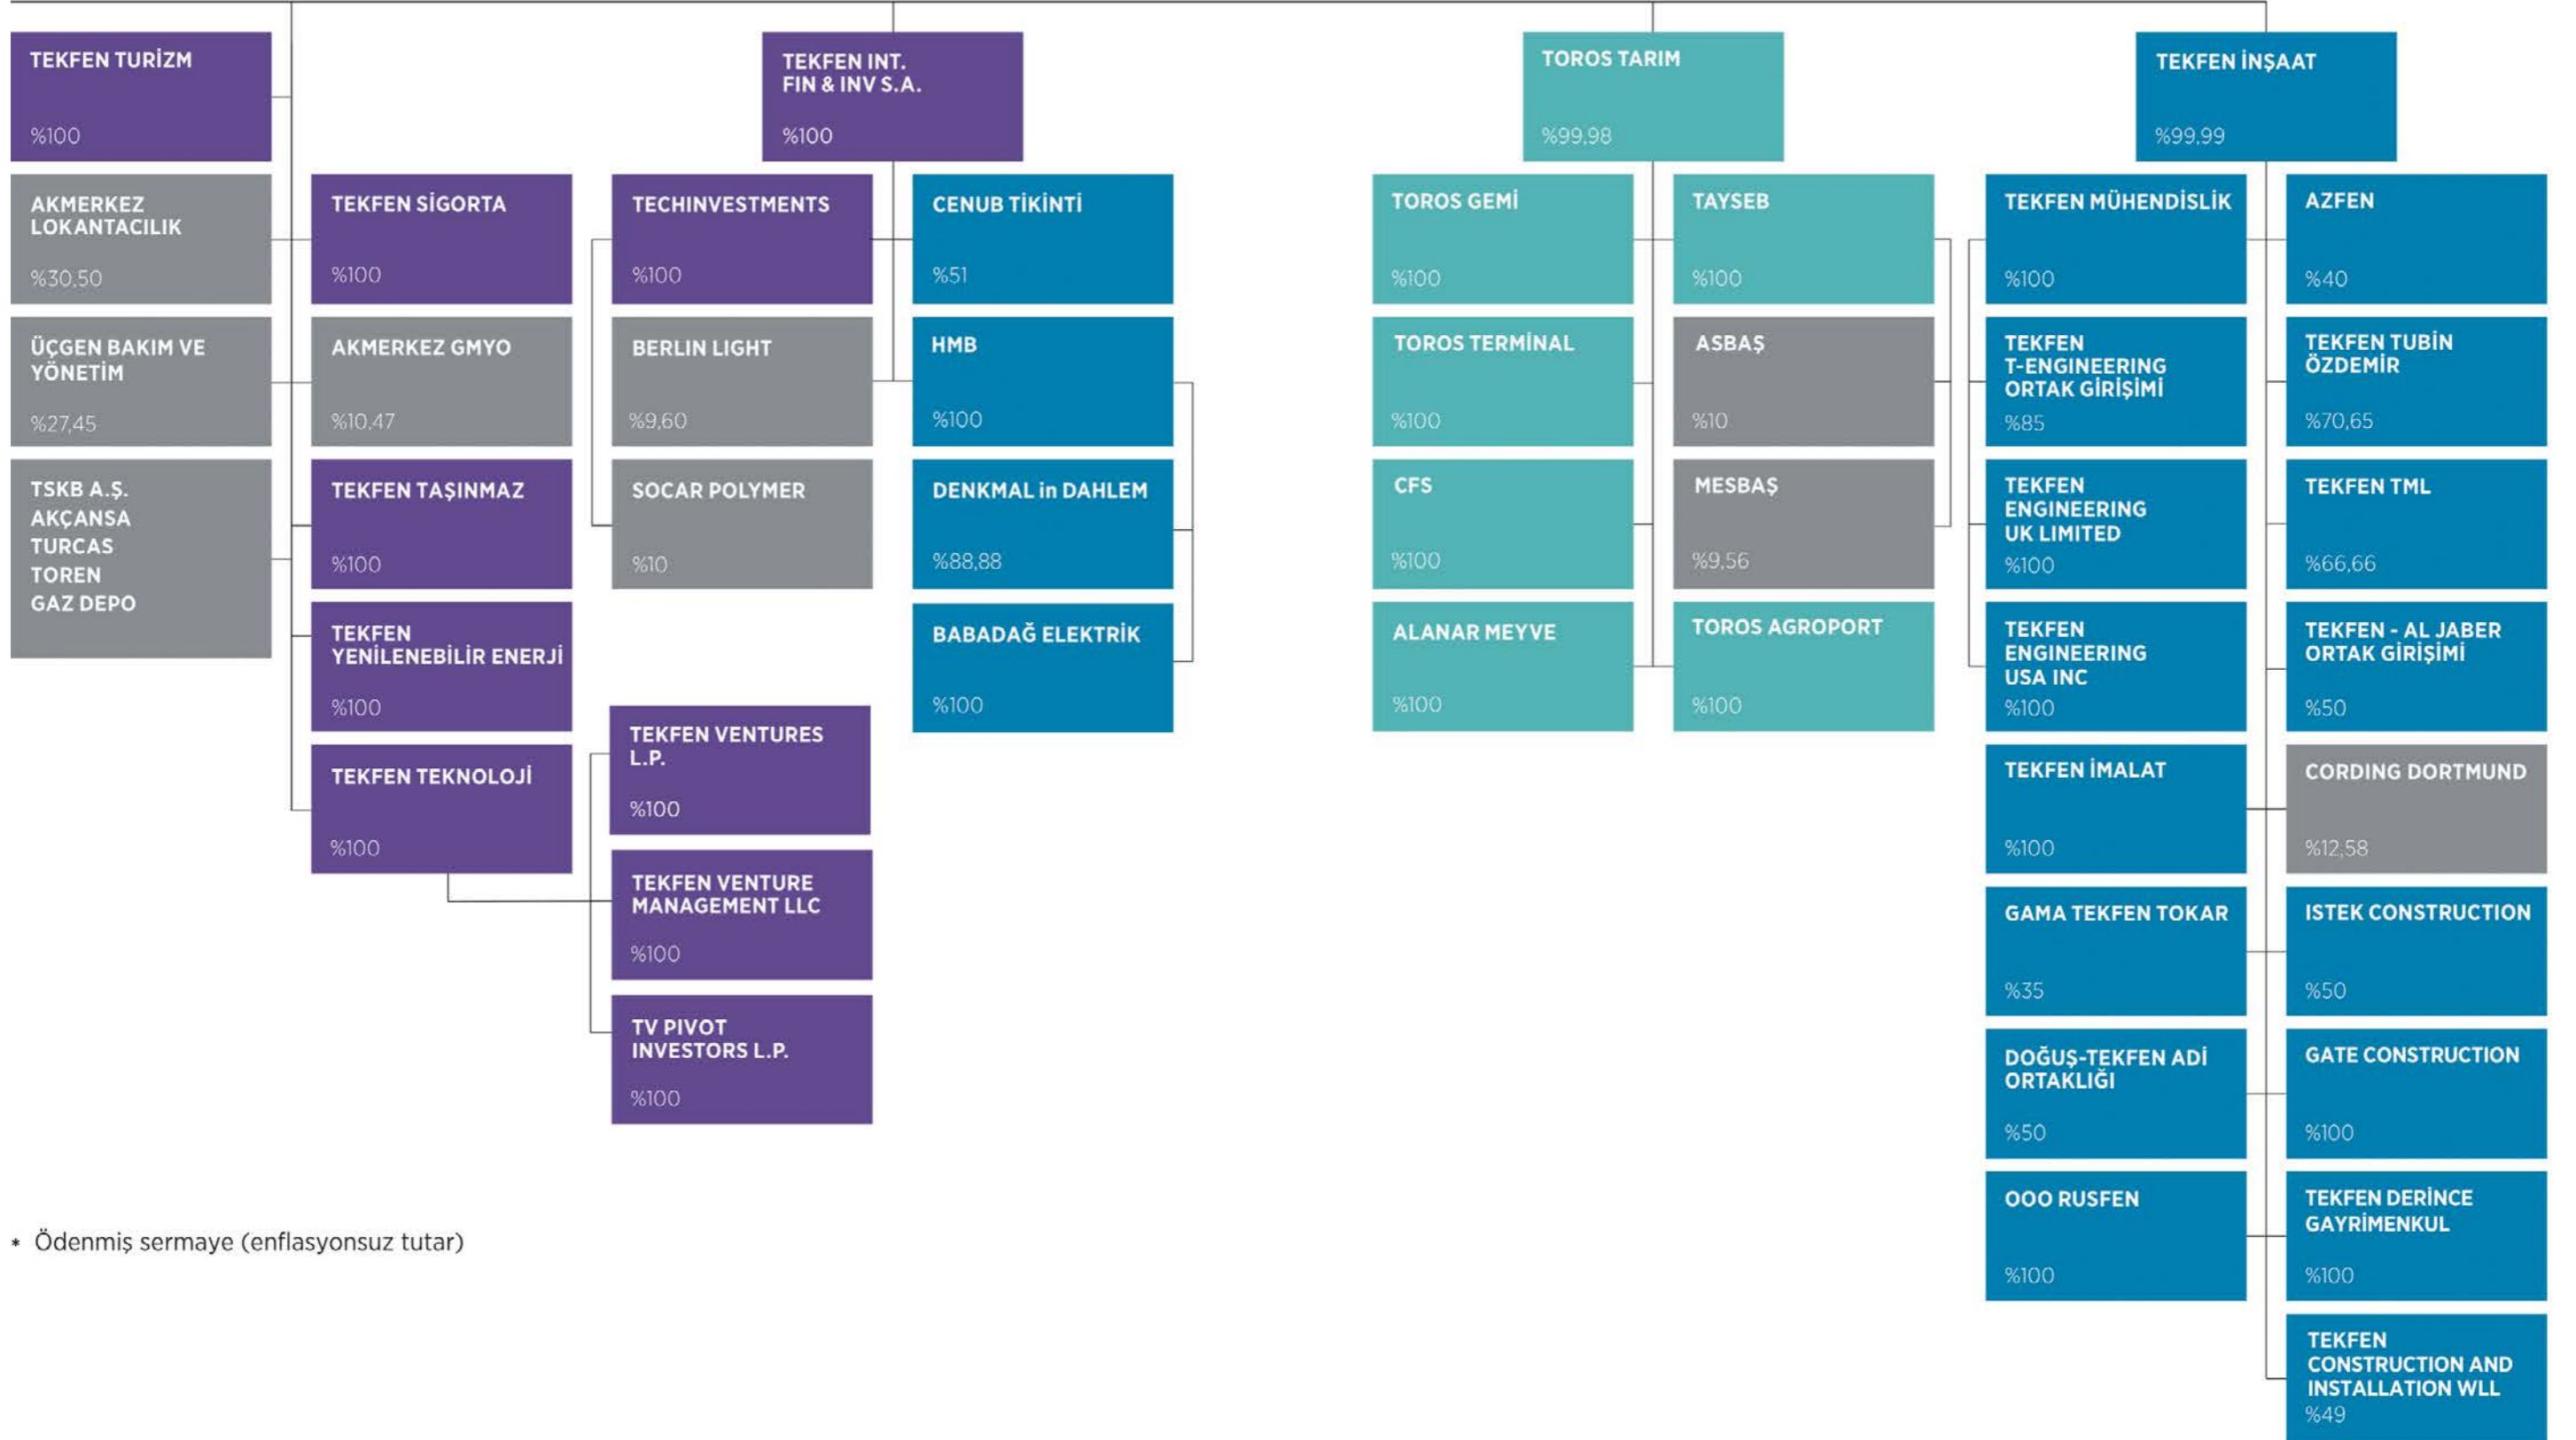 TEKFEN TURİZM
%100
AKMERKEZ
LOKANTACILIK
%30,50
ÜÇGEN BAKIM VE
YÖNETİM
%27,45
TSKB A.Ş.
AKÇANSA
TURCAS
TOREN
GAZ DEPO
TEKFEN SİGORTA
%100
AKMERKEZ GMYO
%10,47
TEKFEN TAŞINMAZ
%100
TEKFEN
YENİLENEBİLİR ENERJİ
%100
TEKFEN TEKNOLOJİ
%100
TEKFEN VENTURES
L.P.
%100
TEKFEN VENTURE
MANAGEMENT LLC
%100
TV PIVOT
INVESTORS L.P.
%100
TEKFEN INT.
FIN & INV S.A.
%100
TECHINVESTMENTS
%100
BERLIN LIGHT
%9,60
SOCAR POLYMER
%10
CENUB TİKİNTİ
%51
HMB
%100
DENKMAL in DAHLEM
%88,88
BABADAĞ ELEKTRİK
%100
TOROS TARIM
%99,98
TOROS GEMİ
%100
TOROS TERMİNAL
%100
CFS
%100
ALANAR MEYVE
%100
TAYSEB
%100
ASBAŞ
%10
MESBAŞ
%9,56
TOROS AGROPORT
%100
TEKFEN İNŞAAT
%99,99
TEKFEN MÜHENDİSLİK
%100
TEKFEN
T-ENGINEERING
ORTAK GİRİŞİMİ
%85
TEKFEN
ENGINEERING
UK LIMITED
%100
TEKFEN
ENGINEERING
USA INC
%100
TEKFEN İMALAT
%100
GAMA TEKFEN TOKAR
%35
DOĞUŞ-TEKFEN ADİ
ORTAKLIĞI
%50
OOO RUSFEN
%100
AZFEN
%40
TEKFEN TUBİN
ÖZDEMİR
%70,65
TEKFEN TML
%66,66
TEKFEN - AL JABER
ORTAK GİRİŞİMİ
%50
CORDING DORTMUND
%12,58
ISTEK CONSTRUCTION
%50
GATE CONSTRUCTION
%100
TEKFEN DERİNCE
GAYRİMENKUL
%100
TEKFEN
CONSTRUCTION AND
INSTALLATION WLL
%49
* Ödenmiş sermaye (enflasyonsuz tutar)